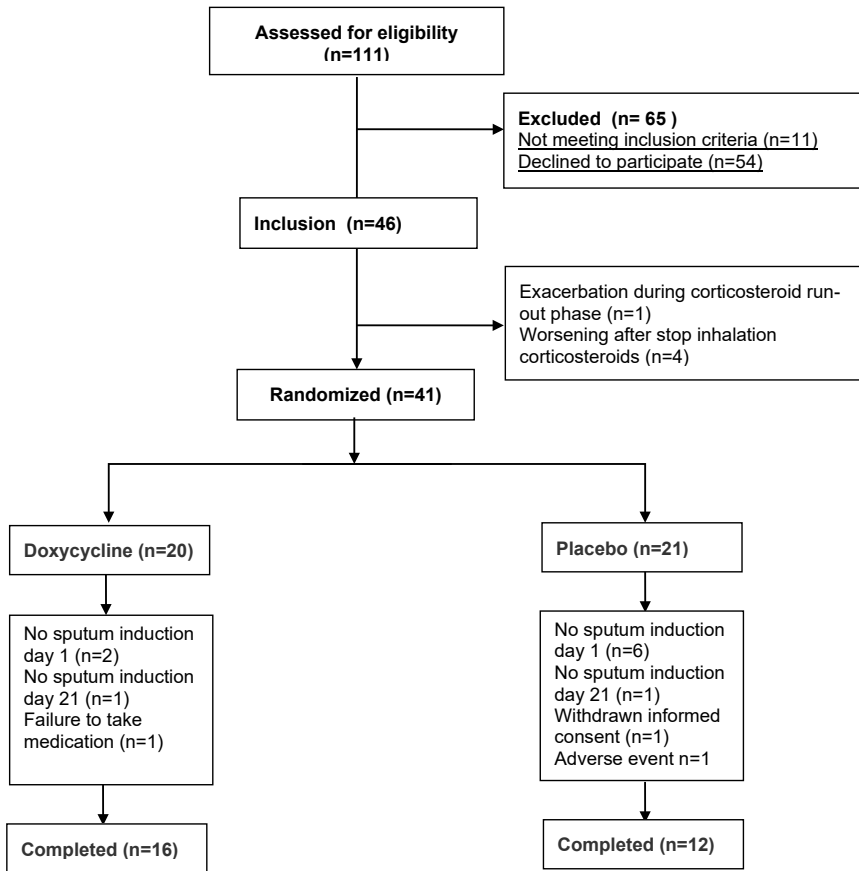 Assessed for eligibility
(n=111)
Excluded (n= 65 )
Not meeting inclusion criteria (n=11)
Declined to participate (n=54)
Inclusion (n=46)
Exacerbation during corticosteroid run-
out phase (n=1)
Worsening after stop inhalation
corticosteroids (n=4)
Randomized (n=41)
Doxycycline (n=20)
Placebo (n=21)
No sputum induction
day 1 (n=2)
No sputum induction
day 21 (n=1)
Failure to take
medication (n=1)
No sputum induction
day 1 (n=6)
No sputum induction
day 21 (n=1)
Withdrawn informed
consent (n=1)
Adverse event n=1
Completed (n=16)
Completed (n=12)